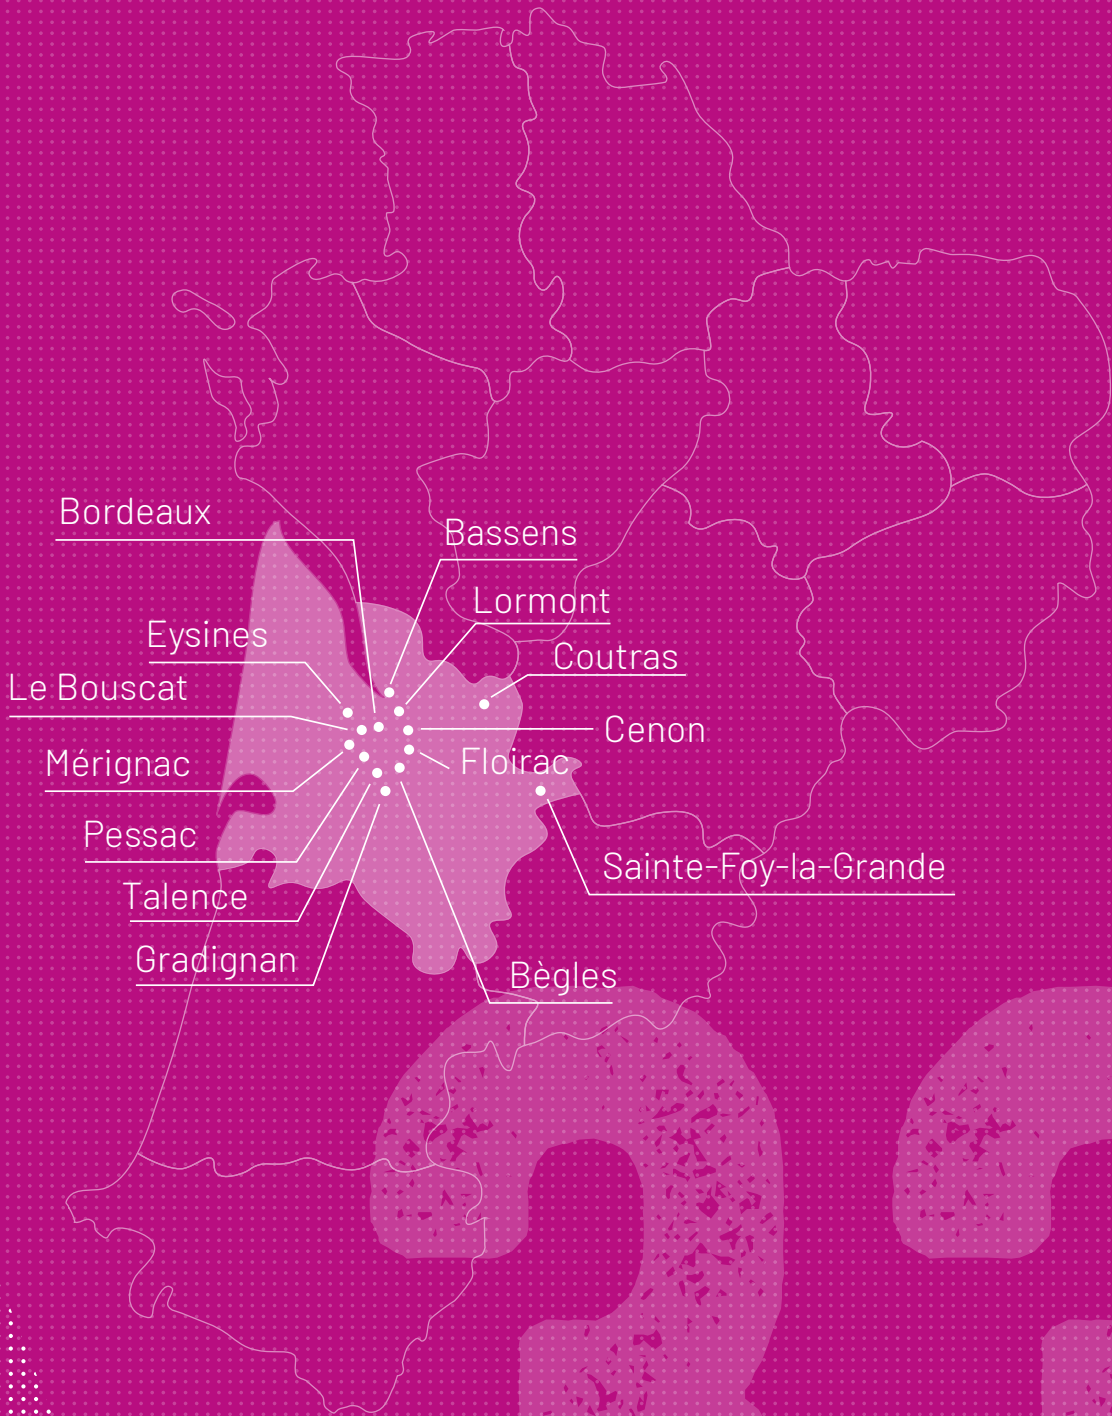 Bordeaux
Bassens
Lormont
Eysines
Coutras
Le Bouscat
Cenon
Mérignac
Floirac
Pessac
Sainte-Foy-la-Grande
Talence
Gradignan
Bègles